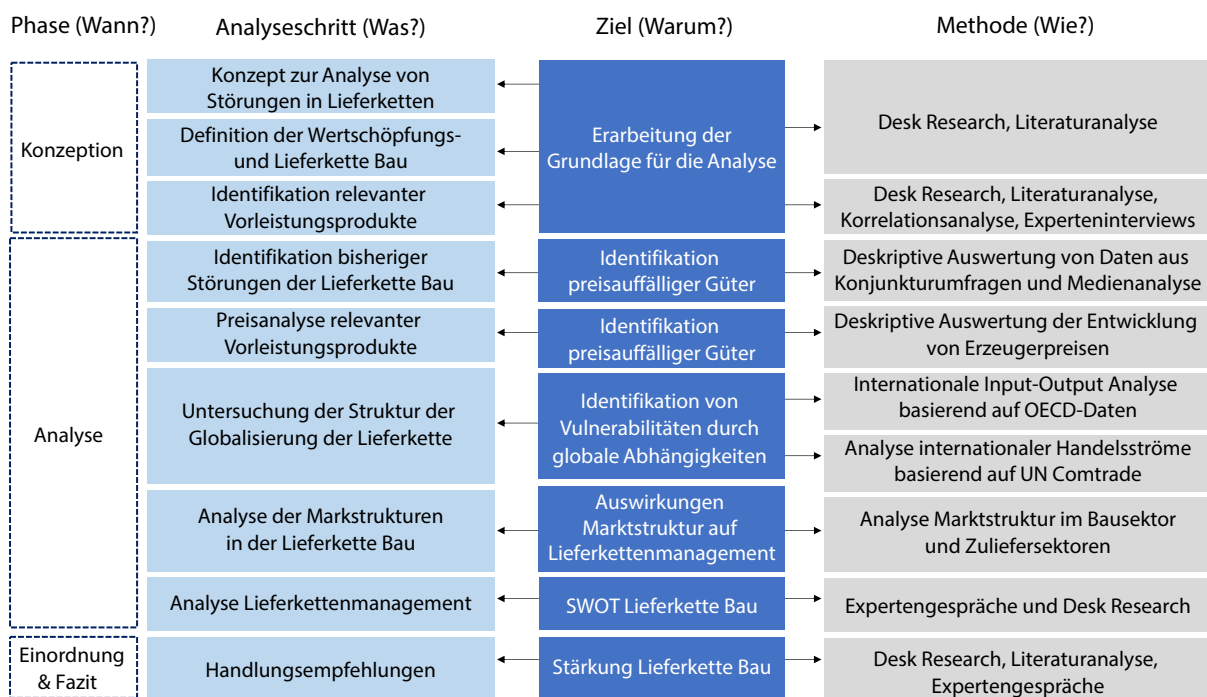 Phase (Wann?)
Analyseschritt (Was?)
Ziel (Warum?)
Methode (Wie?)
Konzeption
Konzept zur Analyse von
Störungen in Lieferketten
Definition der Wertschöpfungs-
und Lieferkette Bau
Identifikation relevanter
Vorleistungsprodukte
Erarbeitung der
Grundlage für die Analyse
Desk Research, Literaturanalyse
Desk Research, Literaturanalyse,
Korrelationsanalyse, Experteninterviews
Analyse
Identifikation bisheriger
Störungen der Lieferkette Bau
Identifikation
preisauffälliger Güter
Deskriptive Auswertung von Daten aus
Konjunkturumfragen und Medienanalyse
Preisanalyse relevanter
Vorleistungsprodukte
Identifikation
preisauffälliger Güter
Deskriptive Auswertung der Entwicklung
von Erzeugerpreisen
Untersuchung der Struktur der
Globalisierung der Lieferkette
Identifikation von
Vulnerabilitäten durch
globale Abhängigkeiten
Internationale Input-Output Analyse
basierend auf OECD-Daten
Analyse internationaler Handelsströme
basierend auf UN Comtrade
Analyse der Markstrukturen
in der Lieferkette Bau
Auswirkungen
Marktstruktur auf
Lieferkettenmanagement
Analyse Marktstruktur im Bausektor
und Zuliefersektoren
Analyse Lieferkettenmanagement
SWOT Lieferkette Bau
Expertengespräche und Desk Research
Einordnung
& Fazit
Handlungsempfehlungen
Stärkung Lieferkette Bau
Desk Research, Literaturanalyse,
Expertengespräche